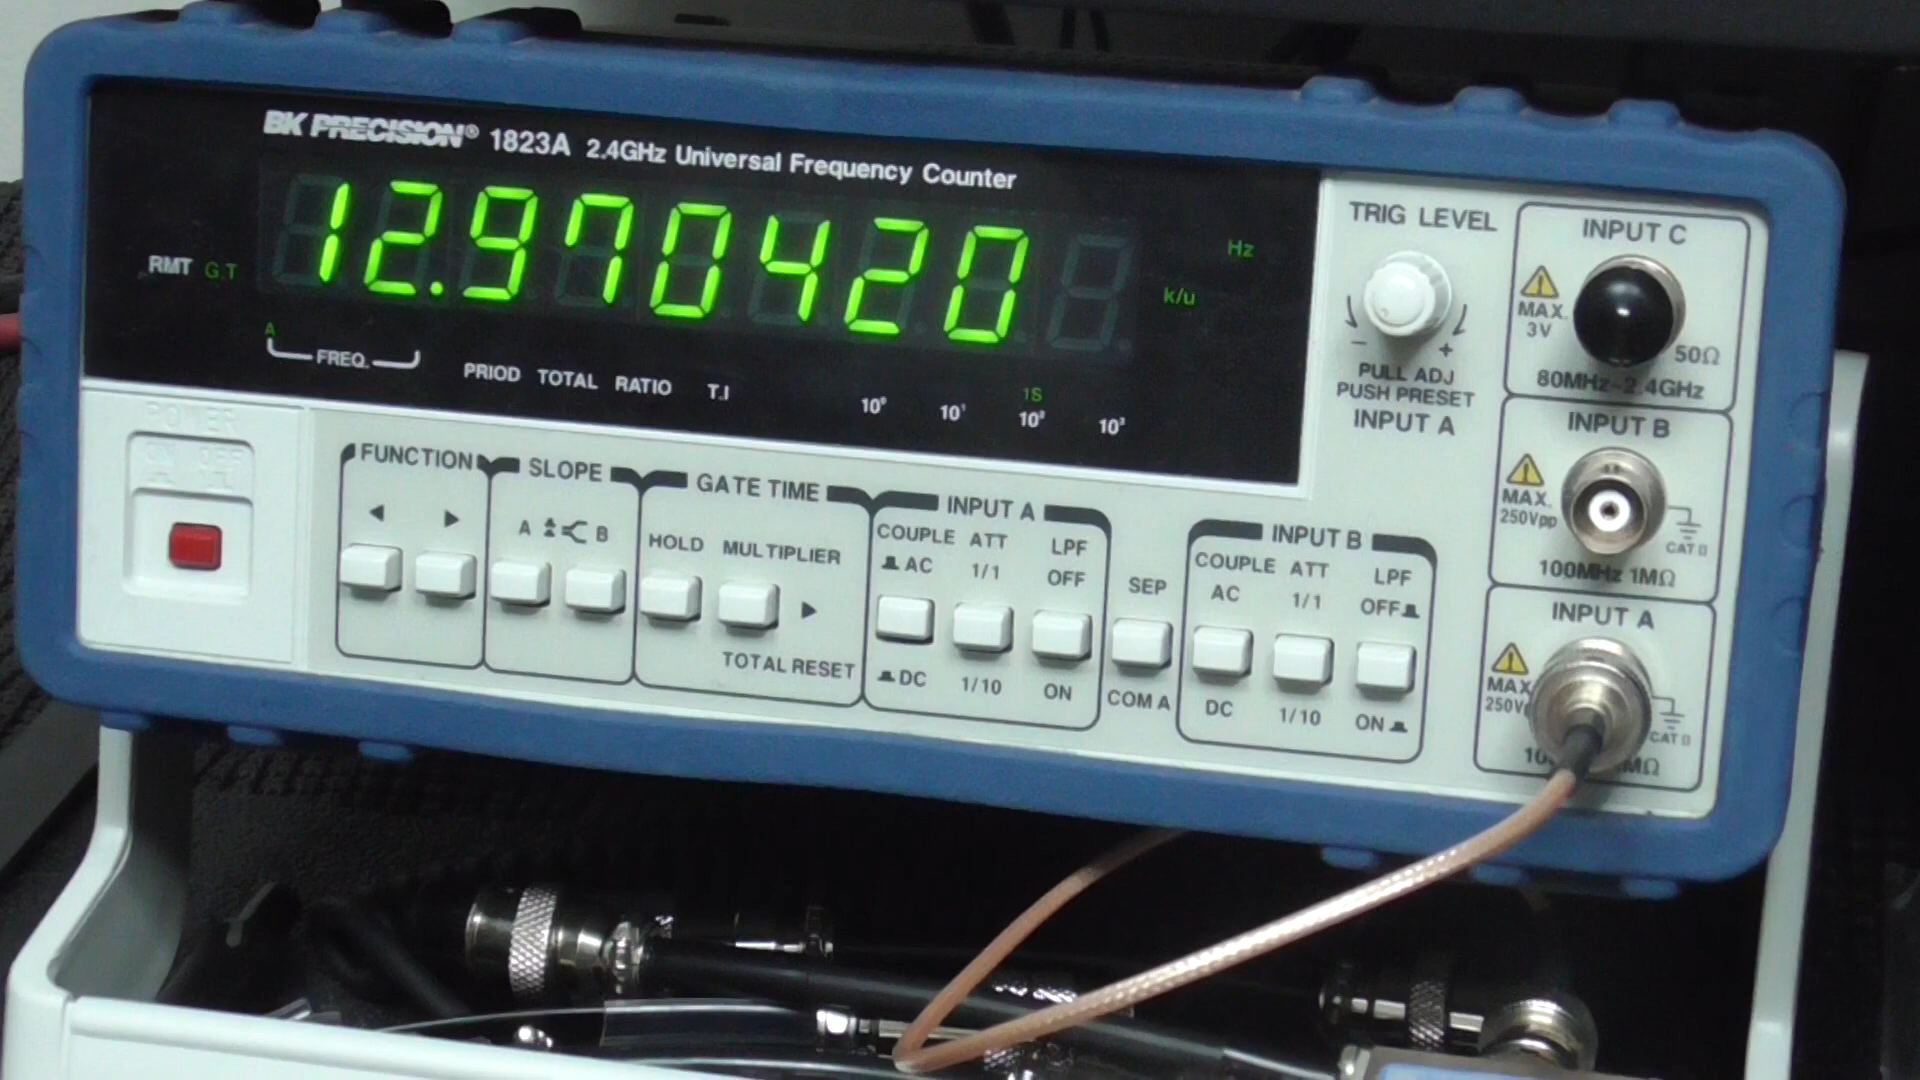 BK PRECISION® 1823A 2.4GHz Universal Frequency Counter
12.970420
Hz
k/u
RMT G.T
A
FREQ.
PRIOD TOTAL RATIO T.I
1S
10⁰ 10¹ 10² 10³
POWER
ON OFF
FUNCTION
◄ ►
SLOPE
A B
GATE TIME
HOLD MULTIPLIER
►
TOTAL RESET
INPUT A
COUPLE ATT LPF
AC 1/1 OFF
DC 1/10 ON
SEP
COM A
INPUT B
COUPLE ATT LPF
AC 1/1 OFF
DC 1/10 ON
TRIG LEVEL
− +
PULL ADJ
PUSH PRESET
INPUT A
INPUT C
MAX.
3V
50Ω
80MHz~2.4GHz
INPUT B
MAX.
250Vpp
CAT II
100MHz 1MΩ
INPUT A
MAX
250V
CAT II
MΩ